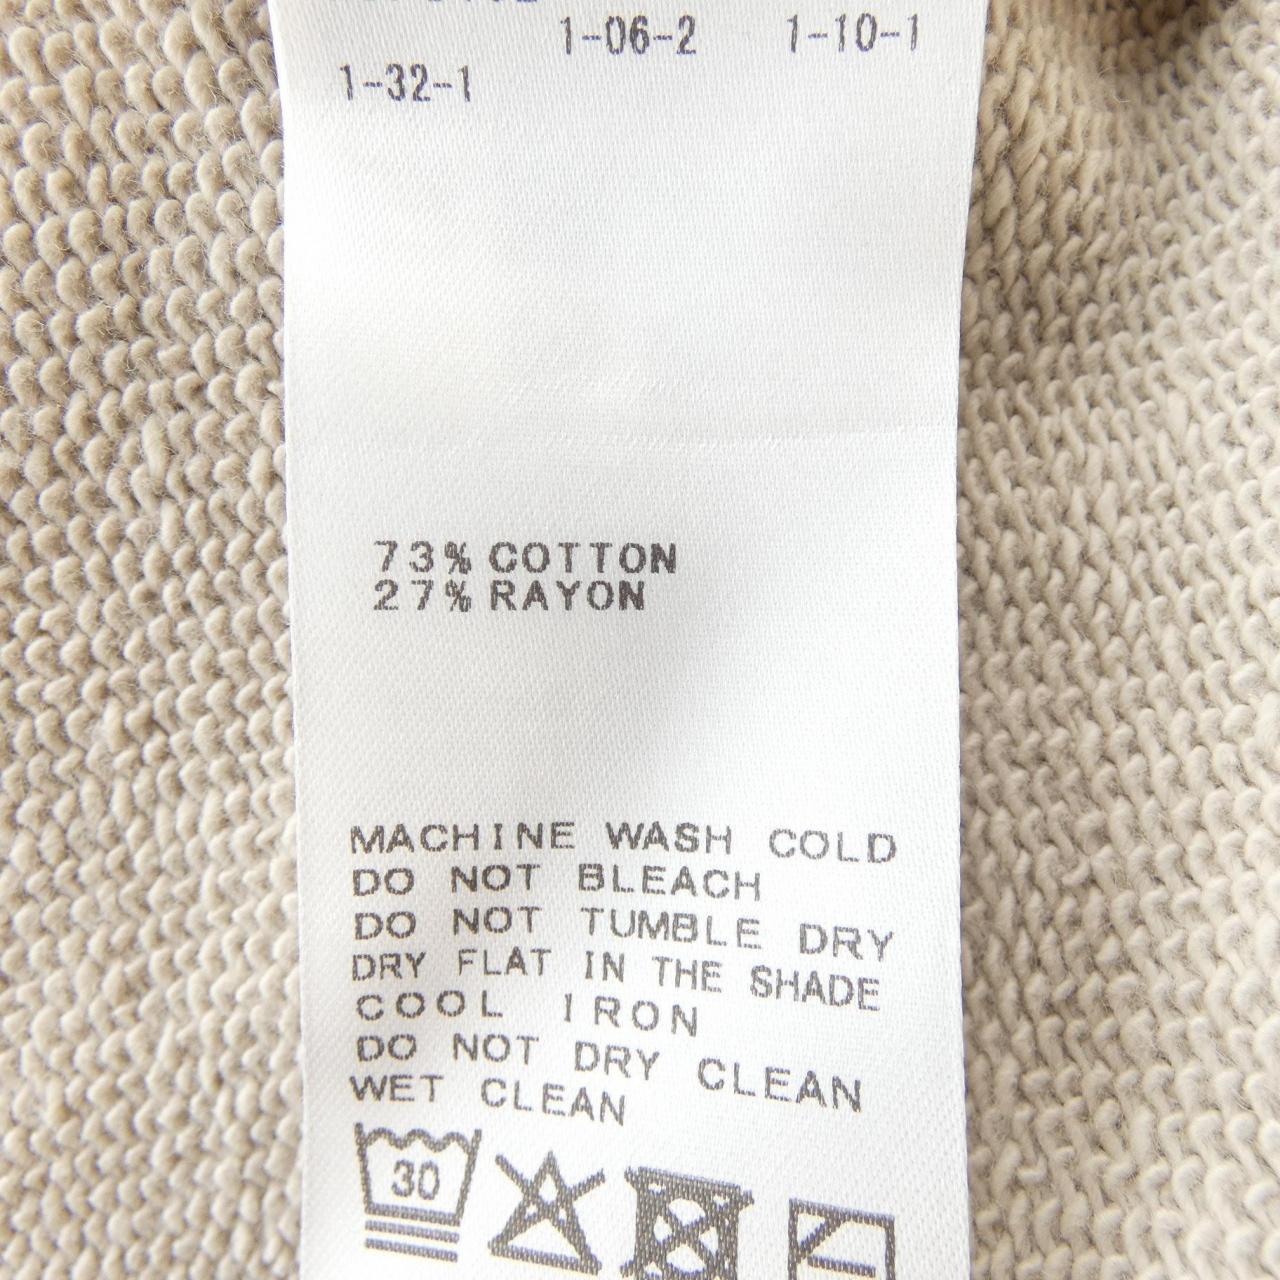 1-06-2 1-10-1
1-32-1
73% COTTON
27% RAYON
MACHINE WASH COLD
DO NOT BLEACH
DO NOT TUMBLE DRY
DRY FLAT IN THE SHADE
COOL IRON
DO NOT DRY CLEAN
WET CLEAN
30